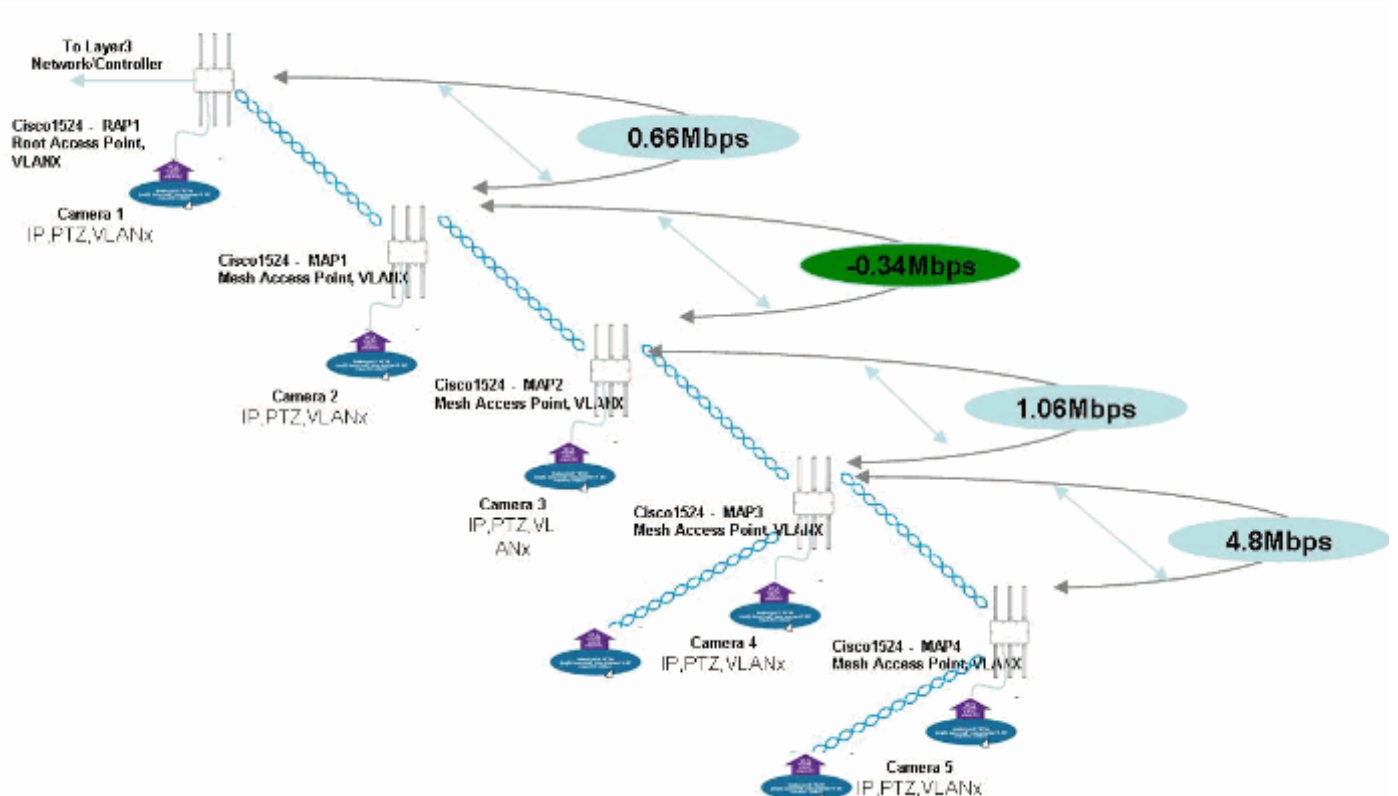 To Layer3
Network/Controller
Cisco1524 - RAP1
Root Access Point,
VLANX
0.66Mbps
Camera 1
IP,PTZ,VLANx
Cisco1524 - MAP1
Mesh Access Point, VLANX
-0.34Mbps
Camera 2
IP,PTZ,VLANx
Cisco1524 - MAP2
Mesh Access Point, VLANX
1.06Mbps
Camera 3
IP,PTZ,VL
ANx
Cisco1524 - MAP3
Mesh Access Point, VLANX
4.8Mbps
Camera 4
IP,PTZ,VLANx
Cisco1524 - MAP4
Mesh Access Point, VLANX
Camera 5
IP,PTZ,VLANx